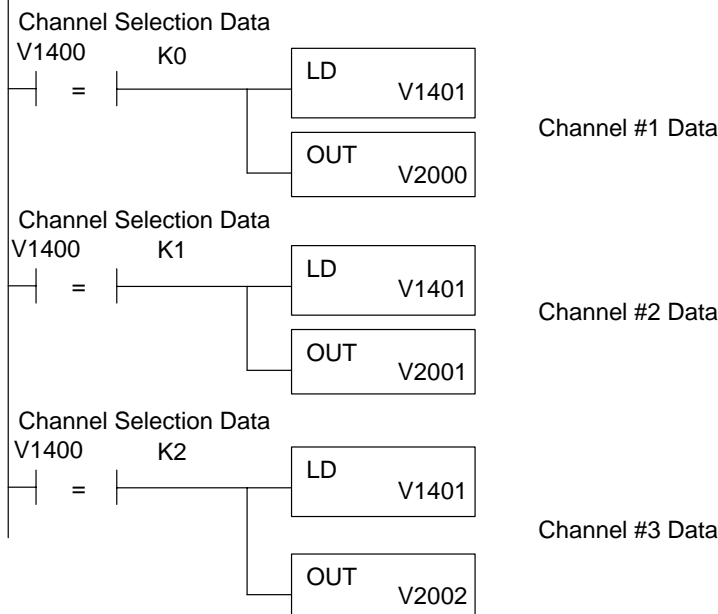 Channel Selection Data
V1400 K0
=
LD
V1401
Channel #1 Data
OUT
V2000
Channel Selection Data
V1400 K1
=
LD
V1401
Channel #2 Data
OUT
V2001
Channel Selection Data
V1400 K2
=
LD
V1401
Channel #3 Data
OUT
V2002